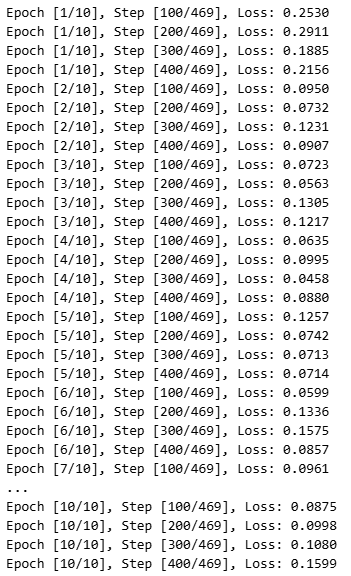 Epoch [1/10], Step [100/469], Loss: 0.2530
Epoch [1/10], Step [200/469], Loss: 0.2911
Epoch [1/10], Step [300/469], Loss: 0.1885
Epoch [1/10], Step [400/469], Loss: 0.2156
Epoch [2/10], Step [100/469], Loss: 0.0950
Epoch [2/10], Step [200/469], Loss: 0.0732
Epoch [2/10], Step [300/469], Loss: 0.1231
Epoch [2/10], Step [400/469], Loss: 0.0907
Epoch [3/10], Step [100/469], Loss: 0.0723
Epoch [3/10], Step [200/469], Loss: 0.0563
Epoch [3/10], Step [300/469], Loss: 0.1305
Epoch [3/10], Step [400/469], Loss: 0.1217
Epoch [4/10], Step [100/469], Loss: 0.0635
Epoch [4/10], Step [200/469], Loss: 0.0995
Epoch [4/10], Step [300/469], Loss: 0.0458
Epoch [4/10], Step [400/469], Loss: 0.0880
Epoch [5/10], Step [100/469], Loss: 0.1257
Epoch [5/10], Step [200/469], Loss: 0.0742
Epoch [5/10], Step [300/469], Loss: 0.0713
Epoch [5/10], Step [400/469], Loss: 0.0714
Epoch [6/10], Step [100/469], Loss: 0.0599
Epoch [6/10], Step [200/469], Loss: 0.1336
Epoch [6/10], Step [300/469], Loss: 0.1575
Epoch [6/10], Step [400/469], Loss: 0.0857
Epoch [7/10], Step [100/469], Loss: 0.0961
...
Epoch [10/10], Step [100/469], Loss: 0.0875
Epoch [10/10], Step [200/469], Loss: 0.0998
Epoch [10/10], Step [300/469], Loss: 0.1080
Epoch [10/10], Step [400/469], Loss: 0.1599